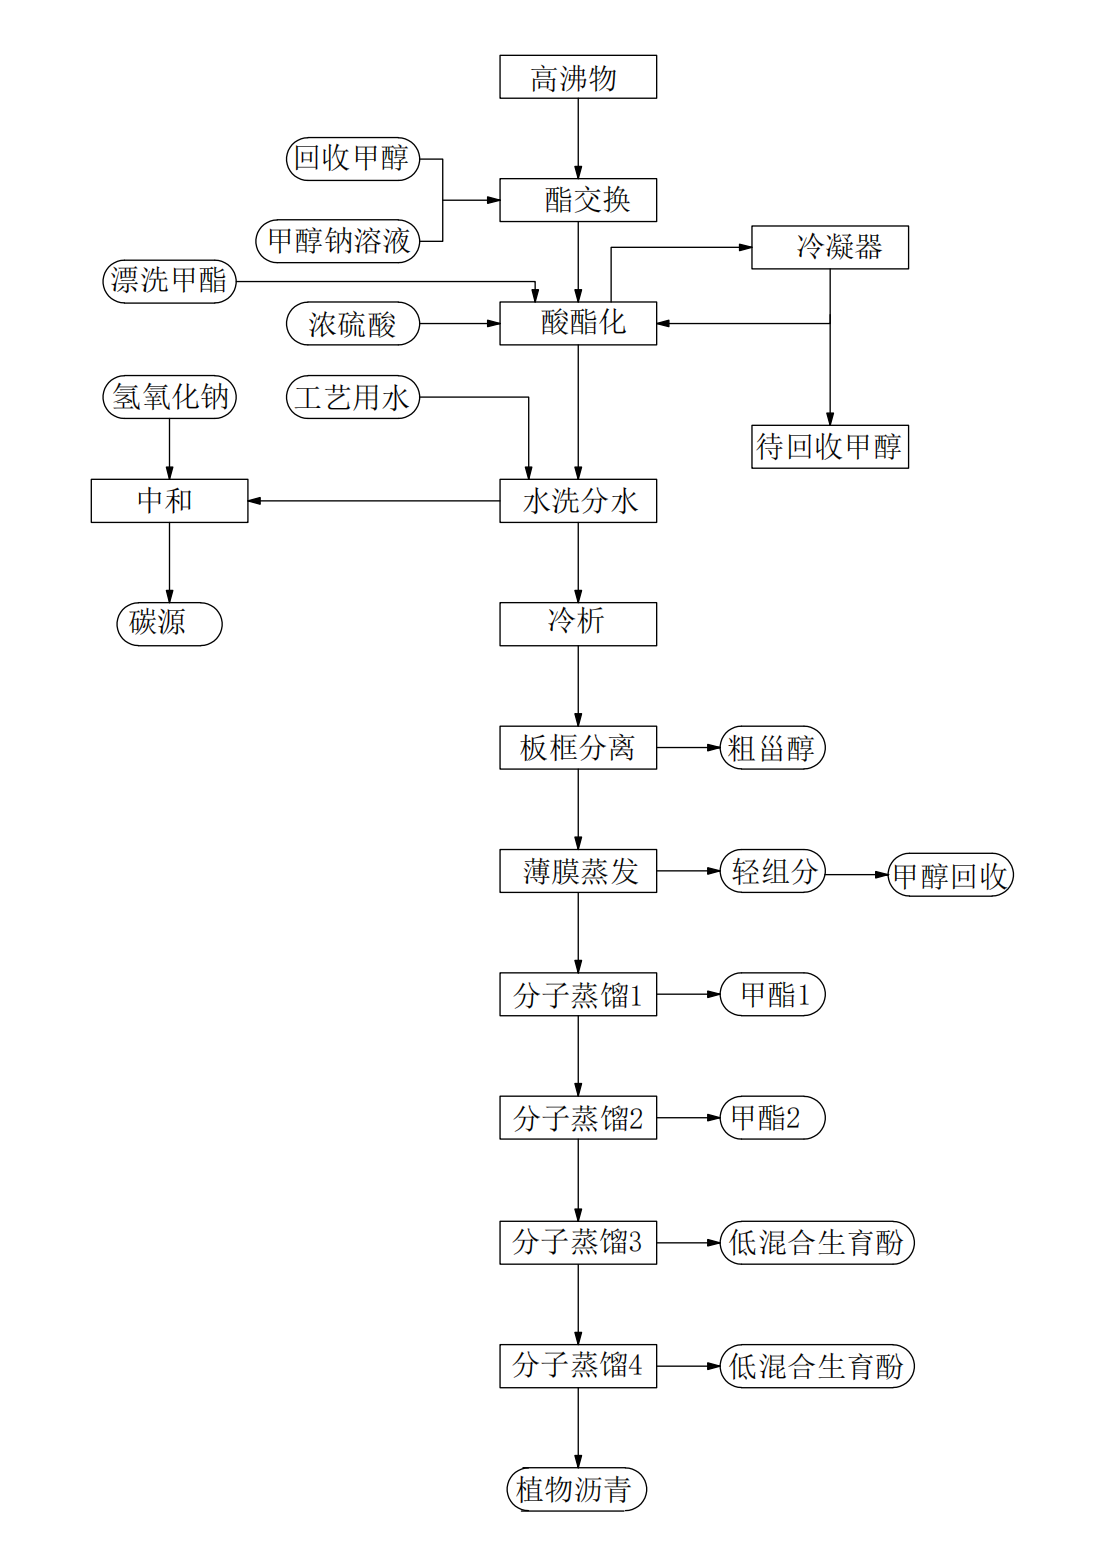 高沸物
回收甲醇
酯交换
甲醇钠溶液
冷凝器
漂洗甲酯
浓硫酸
酸酯化
氢氧化钠
工艺用水
待回收甲醇
中和
水洗分水
碳源
冷析
板框分离
粗甾醇
薄膜蒸发
轻组分
甲醇回收
分子蒸馏1
甲酯1
分子蒸馏2
甲酯2
分子蒸馏3
低混合生育酚
分子蒸馏4
低混合生育酚
植物沥青